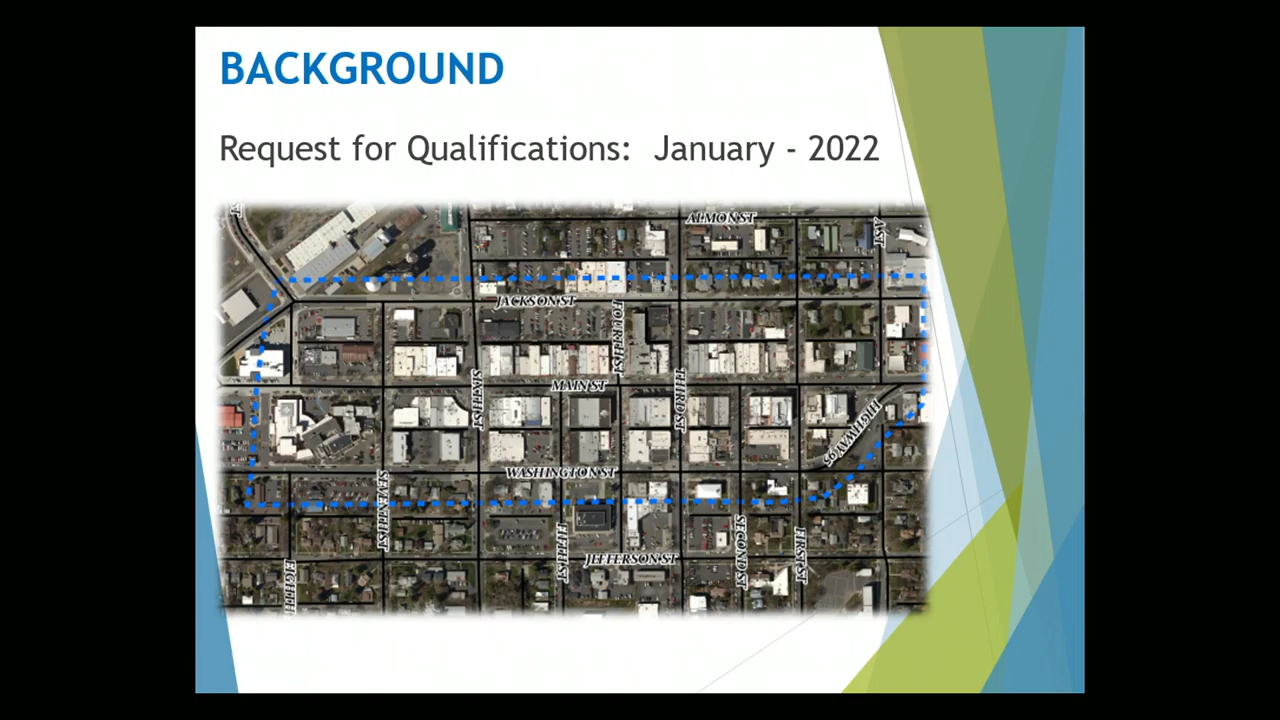 BACKGROUND
Request for Qualifications: January - 2022
ST
ALMON ST
A ST
JACKSON ST
FOURTH ST
MAIN ST
SIXTH ST
THIRD ST
HIGHWAY 95
WASHINGTON ST
SEVENTH ST
FIFTH ST
SECOND ST
FIRST ST
JEFFERSON ST
EIGHTH